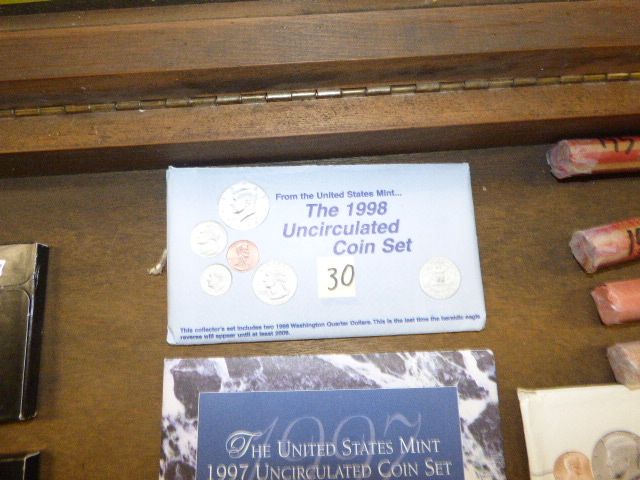 From the United States Mint...
The 1998
Uncirculated
Coin Set
30
This collector's set includes two 1998 Washington Quarter Dollars. This is the last time the heraldic eagle
reverse will appear until at least 2009.
1997
THE UNITED STATES MINT
1997 UNCIRCULATED COIN SET